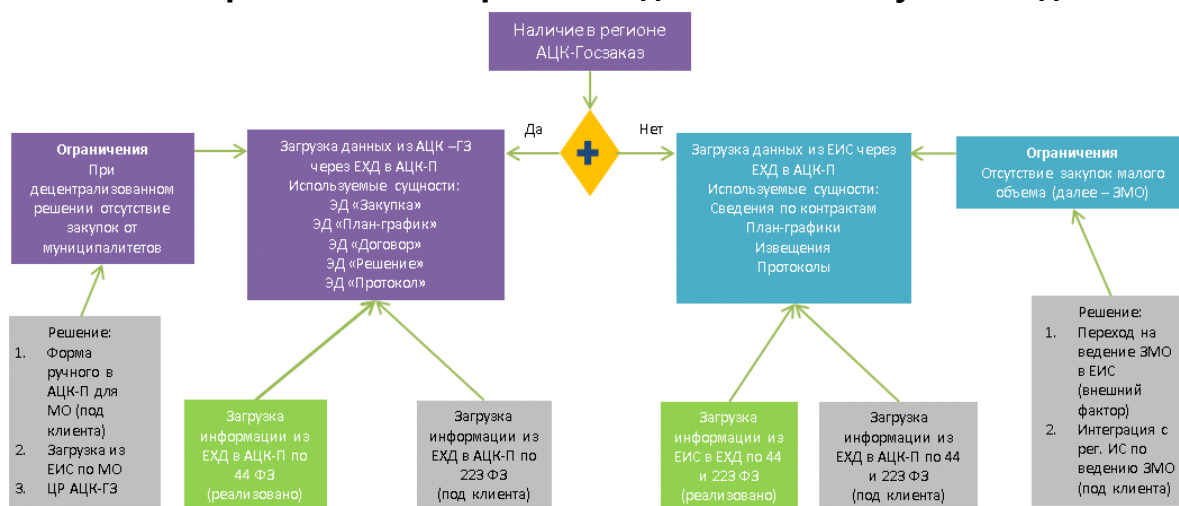 Наличие в регионе
АЦК-Госзаказ
Да
Нет
Ограничения
При
децентрализованном
решении отсутствие
закупок от
муниципалитетов
Загрузка данных из АЦК –ГЗ
через ЕХД в АЦК-П
Используемые сущности:
ЭД «Закупка»
ЭД «План-график»
ЭД «Договор»
ЭД «Решение»
ЭД «Протокол»
Загрузка данных из ЕИС через
ЕХД в АЦК-П
Используемые сущности:
Сведения по контрактам
План-графики
Извещения
Протоколы
Ограничения
Отсутствие закупок малого
объема (далее – ЗМО)
Решение:
1. Форма
ручного в
АЦК-П для
МО (под
клиента)
2. Загрузка из
ЕИС по МО
3. ЦР АЦК-ГЗ
Загрузка
информации из
ЕХД в АЦК-П по
44 ФЗ
(реализовано)
Загрузка
информации из
ЕХД в АЦК-П по
223 ФЗ
(под клиента)
Загрузка
информации из
ЕИС в ЕХД по 44
и 223 ФЗ
(реализовано)
Загрузка
информации из
ЕХД в АЦК-П по 44
и 223 ФЗ
(под клиента)
Решение:
1. Переход на
ведение ЗМО
в ЕИС
(внешний
фактор)
2. Интеграция с
рег. ИС по
ведению ЗМО
(под клиента)